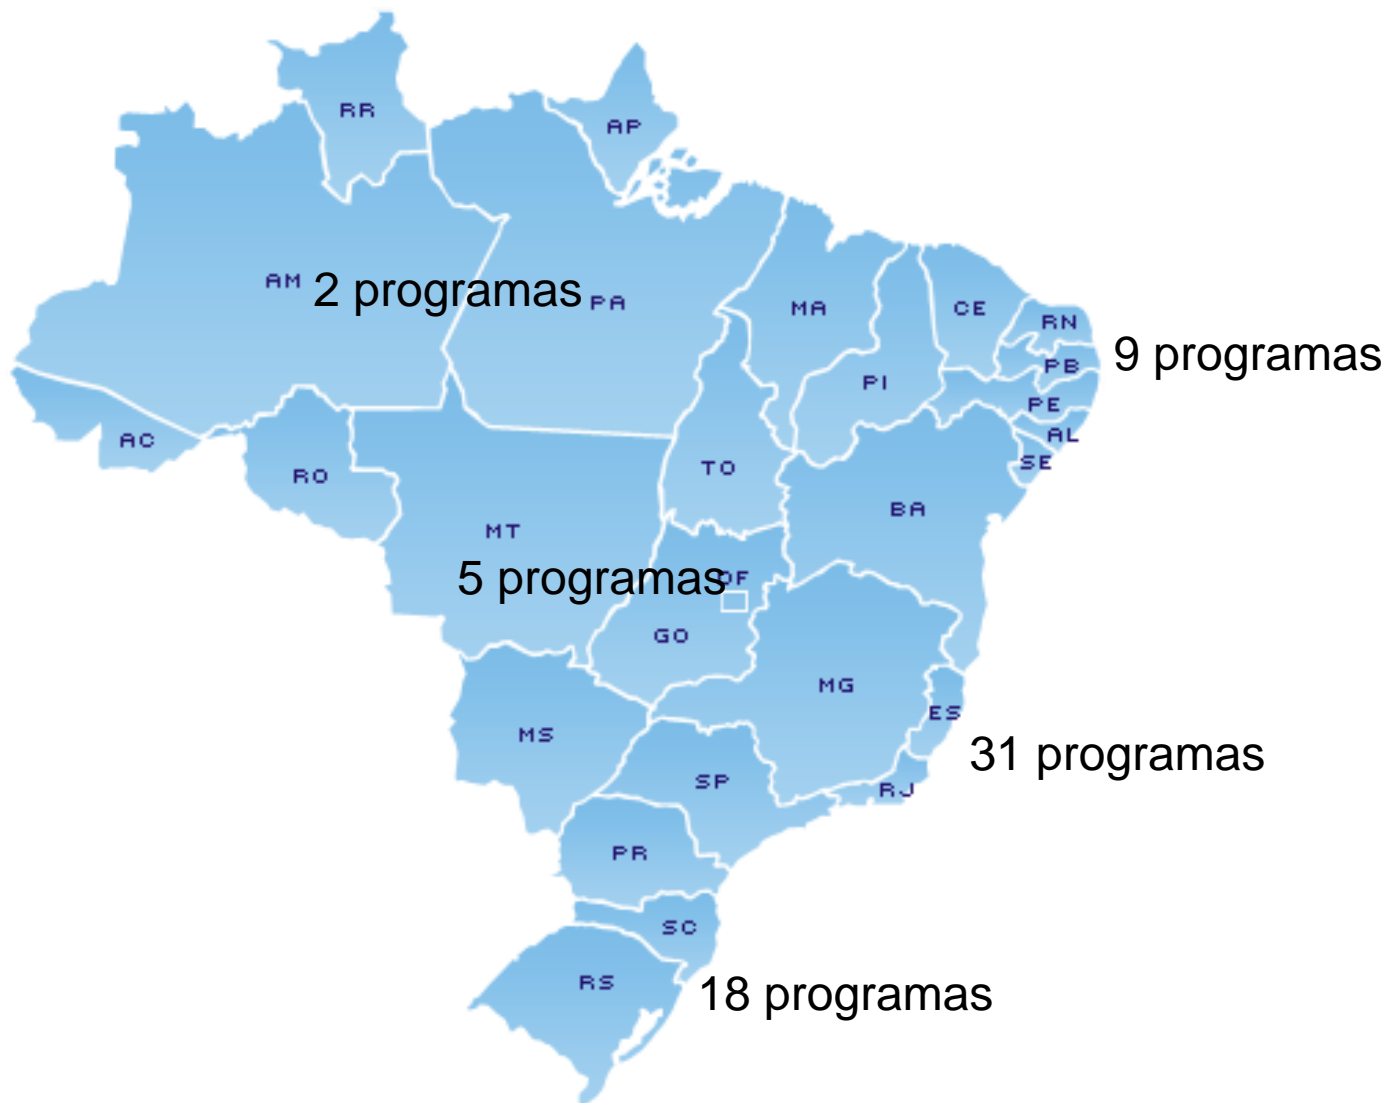 RR
AP
AM
2 programas
PA
MA
CE
RN
9 programas
PB
PI
PE
AC
AL
SE
TO
RO
BA
MT
5 programas
DF
GO
MG
ES
MS
31 programas
SP
RJ
PR
SC
RS
18 programas